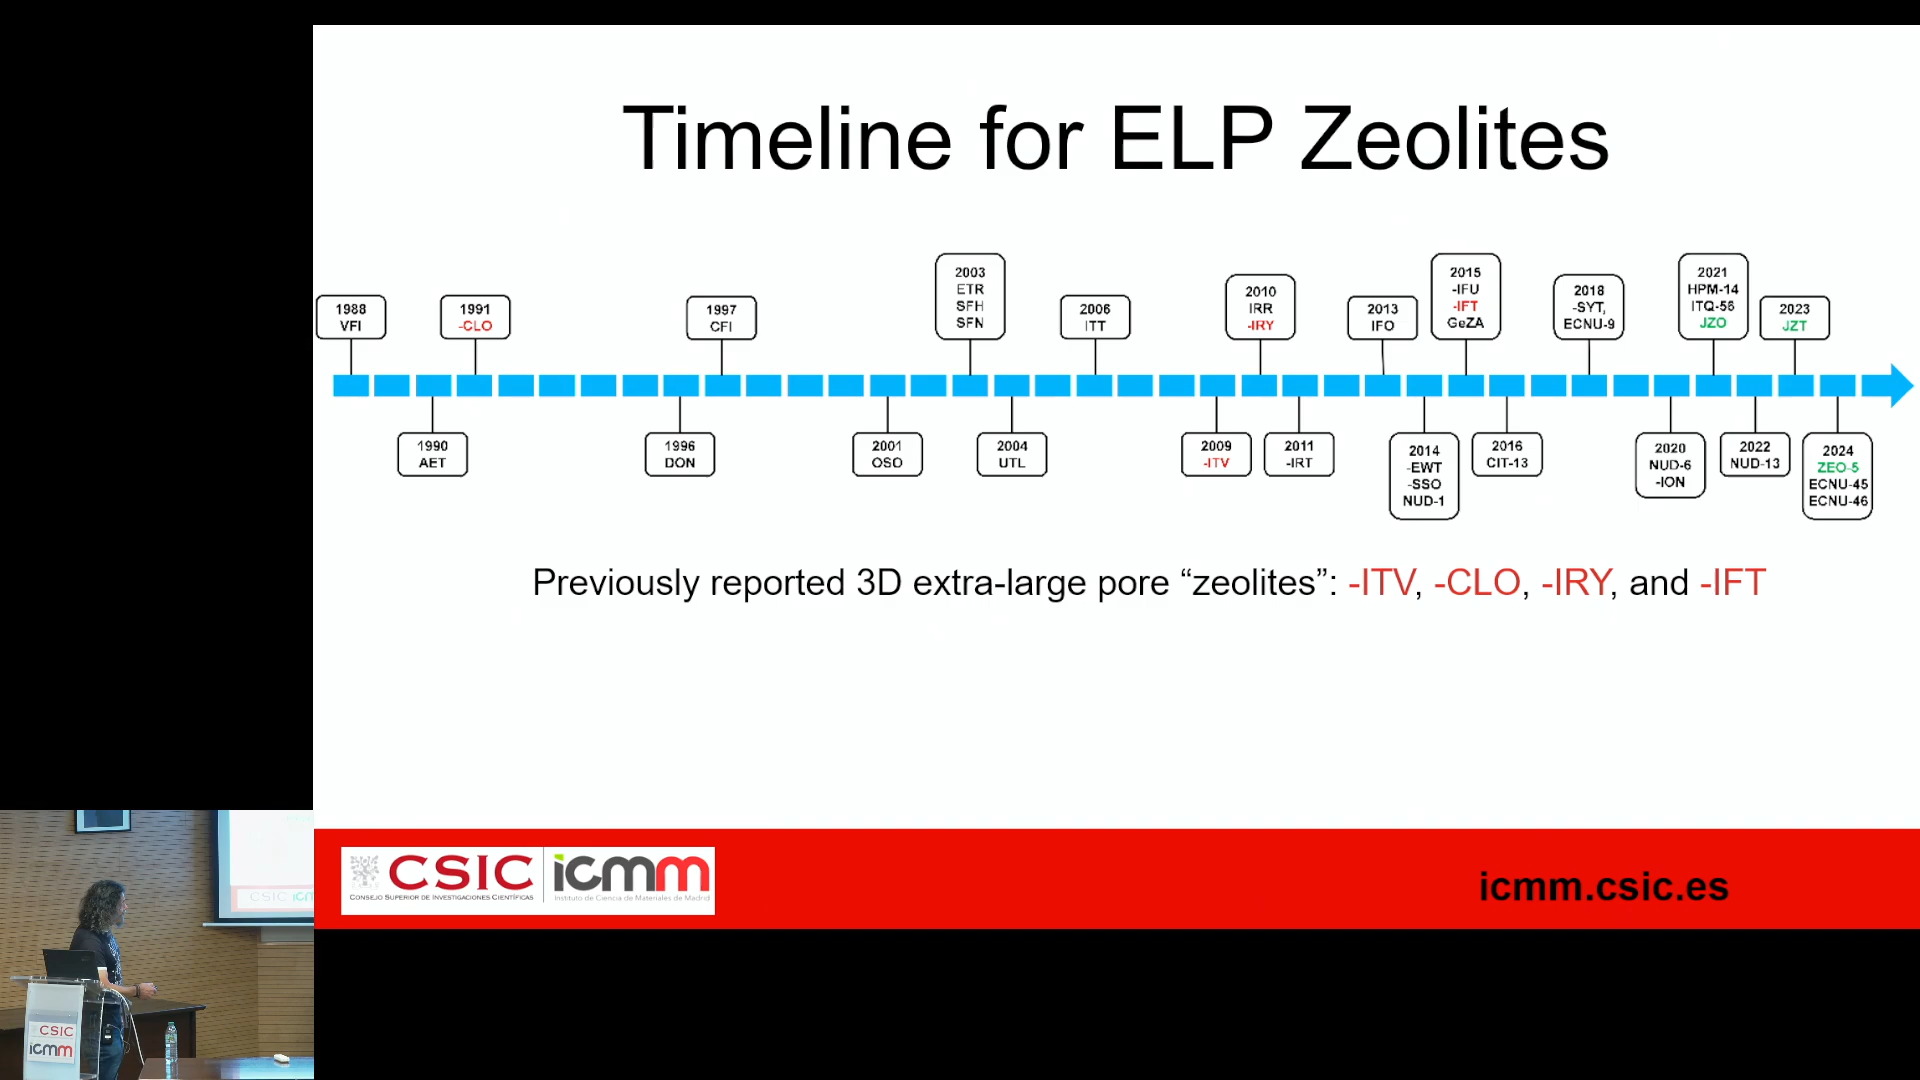 Timeline for ELP Zeolites
1988
VFI
1991
-CLO
1997
CFI
2003
ETR
SFH
SFN
2006
ITT
2010
IRR
-IRY
2013
IFO
2015
-IFU
-IFT
GeZA
2018
-SYT,
ECNU-9
2021
HPM-14
ITQ-56
JZO
2023
JZT
1990
AET
1996
DON
2001
OSO
2004
UTL
2009
-ITV
2011
-IRT
2014
-EWT
-SSO
NUD-1
2016
CIT-13
2020
NUD-6
-ION
2022
NUD-13
2024
ZEO-5
ECNU-45
ECNU-46
Previously reported 3D extra-large pore “zeolites”: -ITV, -CLO, -IRY, and -IFT
CSIC
CONSEJO SUPERIOR DE INVESTIGACIONES CIENTÍFICAS
icmm
Instituto de Ciencia de Materiales de Madrid
icmm.csic.es
CSIC
CSIC
icmm